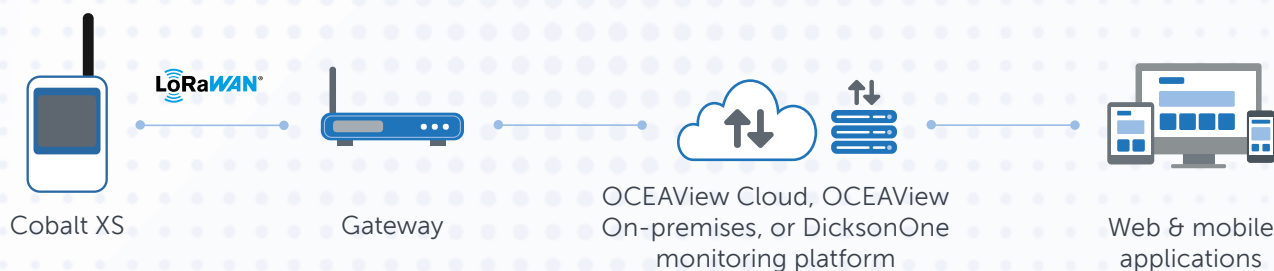 LoRaWAN®
Cobalt XS
Gateway
OCEAView Cloud, OCEAView
On-premises, or DicksonOne
monitoring platform
Web & mobile
applications